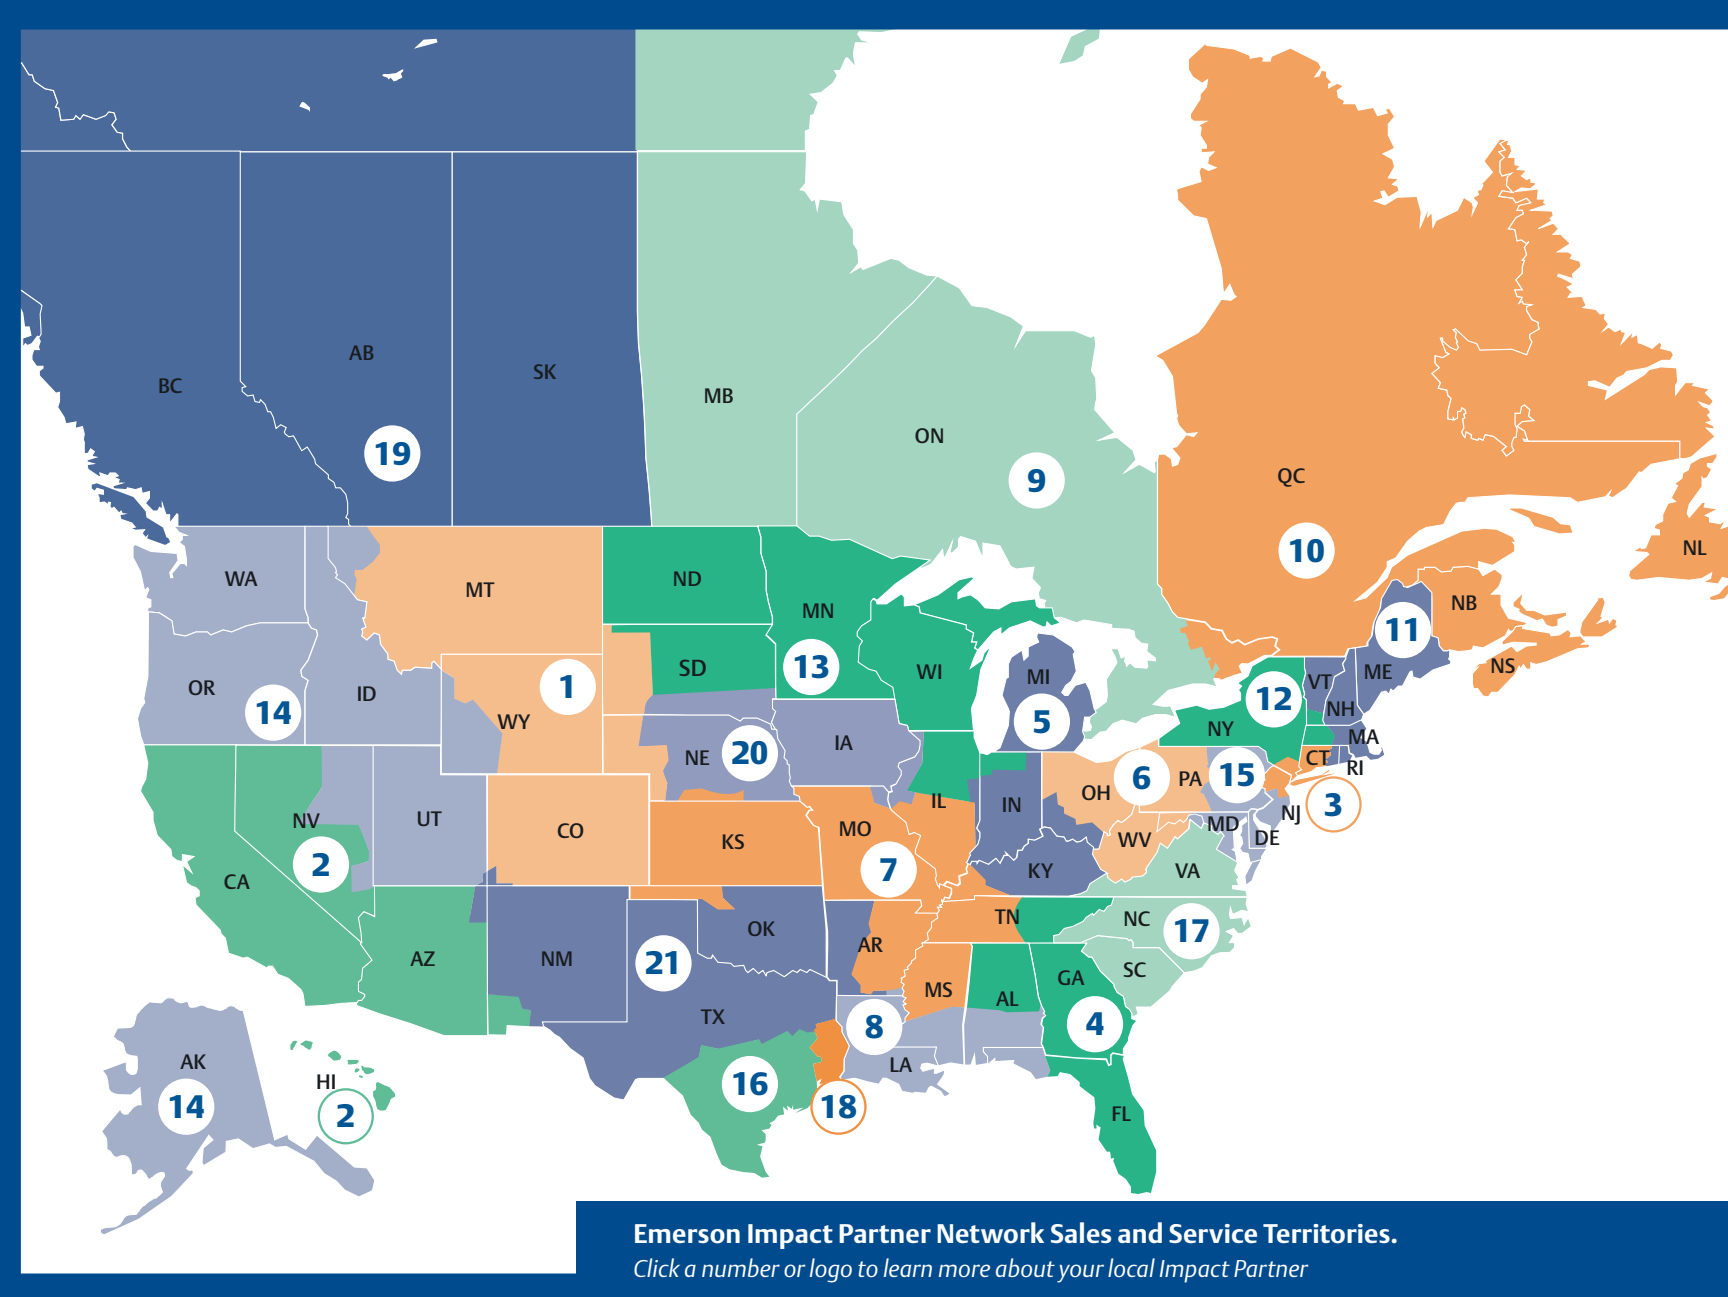 AB
SK
BC
MB
ON
19
9
QC
10
NL
WA
MT
ND
MN
NB
11
OR
14
ID
1
WY
SD
13
WI
MI
5
12
VT
ME
NS
NH
NY
MA
CT
RI
NE
20
IA
6
PA
15
OH
3
NJ
IL
IN
MD
DE
NV
UT
CO
KS
MO
7
WV
2
CA
KY
VA
AZ
NM
21
OK
AR
TN
NC
17
SC
GA
MS
AL
TX
8
4
LA
AK
14
HI
2
16
18
FL
Emerson Impact Partner Network Sales and Service Territories.
Click a number or logo to learn more about your local Impact Partner